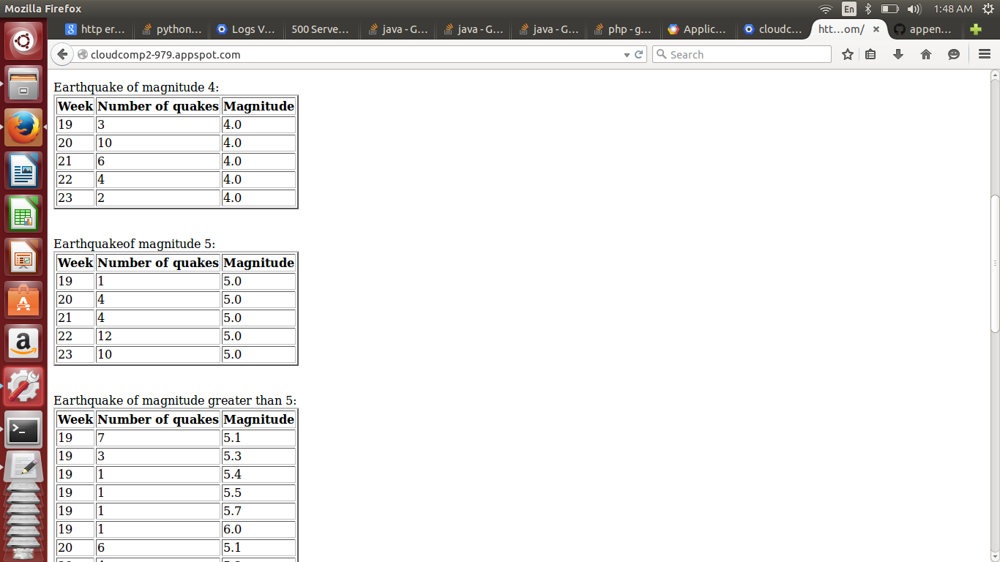 Mozilla Firefox
En
1:48 AM
http er...
python...
Logs V...
500 Serve...
java - G...
java - G...
java - G...
php - g...
Applic...
cloudc...
htt...om/
appen...
cloudcomp2-979.appspot.com
Search
Earthquake of magnitude 4:
Week Number of quakes Magnitude
19 3 4.0
20 10 4.0
21 6 4.0
22 4 4.0
23 2 4.0
Earthquakeof magnitude 5:
Week Number of quakes Magnitude
19 1 5.0
20 4 5.0
21 4 5.0
22 12 5.0
23 10 5.0
Earthquake of magnitude greater than 5:
Week Number of quakes Magnitude
19 7 5.1
19 3 5.3
19 1 5.4
19 1 5.5
19 1 5.7
19 1 6.0
20 6 5.1